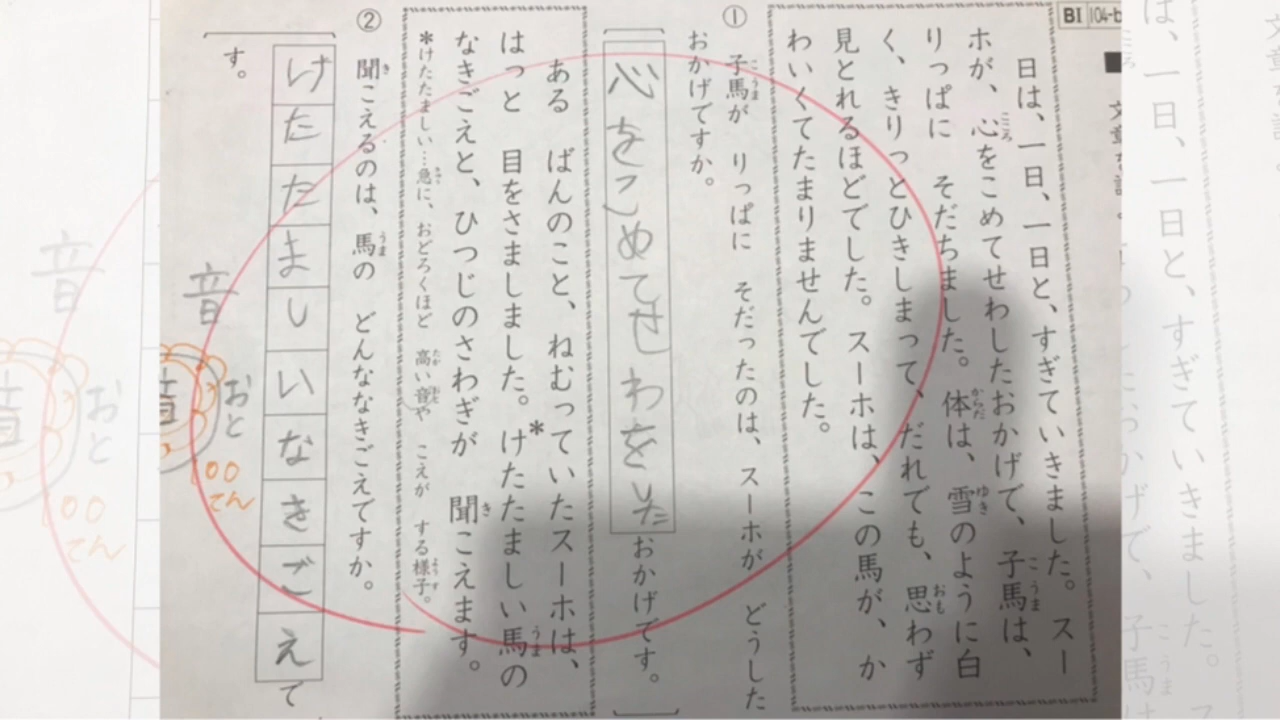 BI 104-b
日は、一日、一日と、すぎていきました。スー
ホが、心をこめてせわしたおかげで、子馬は、
りっぱに そだちました。体は、雪のように白
く、きりっとひきしまって、だれでも、思わず
見とれるほどでした。スーホは、この馬が、か
わいくてたまりませんでした。
① 子馬が りっぱに そだったのは、スーホが どうした
おかげですか。
心をこめてせわをした おかげです。
ある ばんのこと、ねむっていたスーホは、
はっと 目をさましました。*けたたましい馬の
なきごえと、ひつじのさわぎが 聞こえます。
*けたたましい…急に、おどろくほど 高い音や こえが する様子。
② 聞こえるのは、馬の どんななきごえですか。
けたたましいなきごえ で
す。
音 おと
音
100
てん